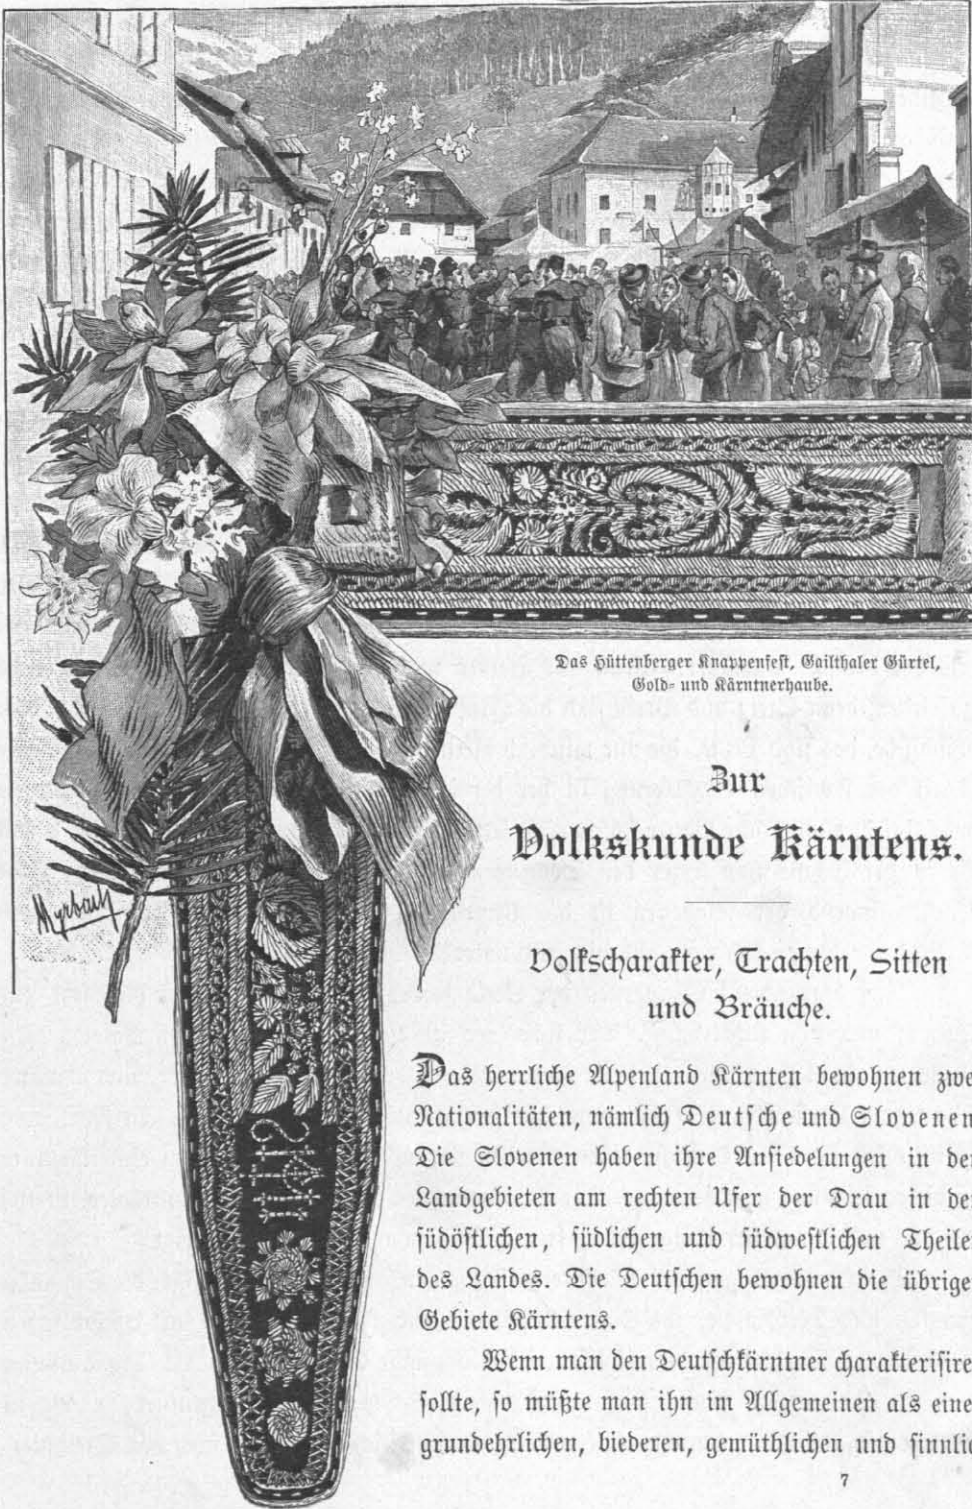 Das Hüttenberger Knappenfest, Gailthaler Gürtel,
Gold- und Kärntnerhaube.
Zur
Volkskunde Kärntens.
Myrbach
Volkscharakter, Trachten, Sitten
und Bräuche.
Das herrliche Alpenland Kärnten bewohnen zwe
Nationalitäten, nämlich Deutsche und Slovenen
Die Slovenen haben ihre Ansiedelungen in de
Landgebieten am rechten Ufer der Drau in de
südöstlichen, südlichen und südwestlichen Theile
des Landes. Die Deutschen bewohnen die übrige
Gebiete Kärntens.
Wenn man den Deutschkärntner charakterisire
sollte, so müßte man ihn im Allgemeinen als eine
grundehrlichen, biederen, gemüthlichen und sinnlic
7